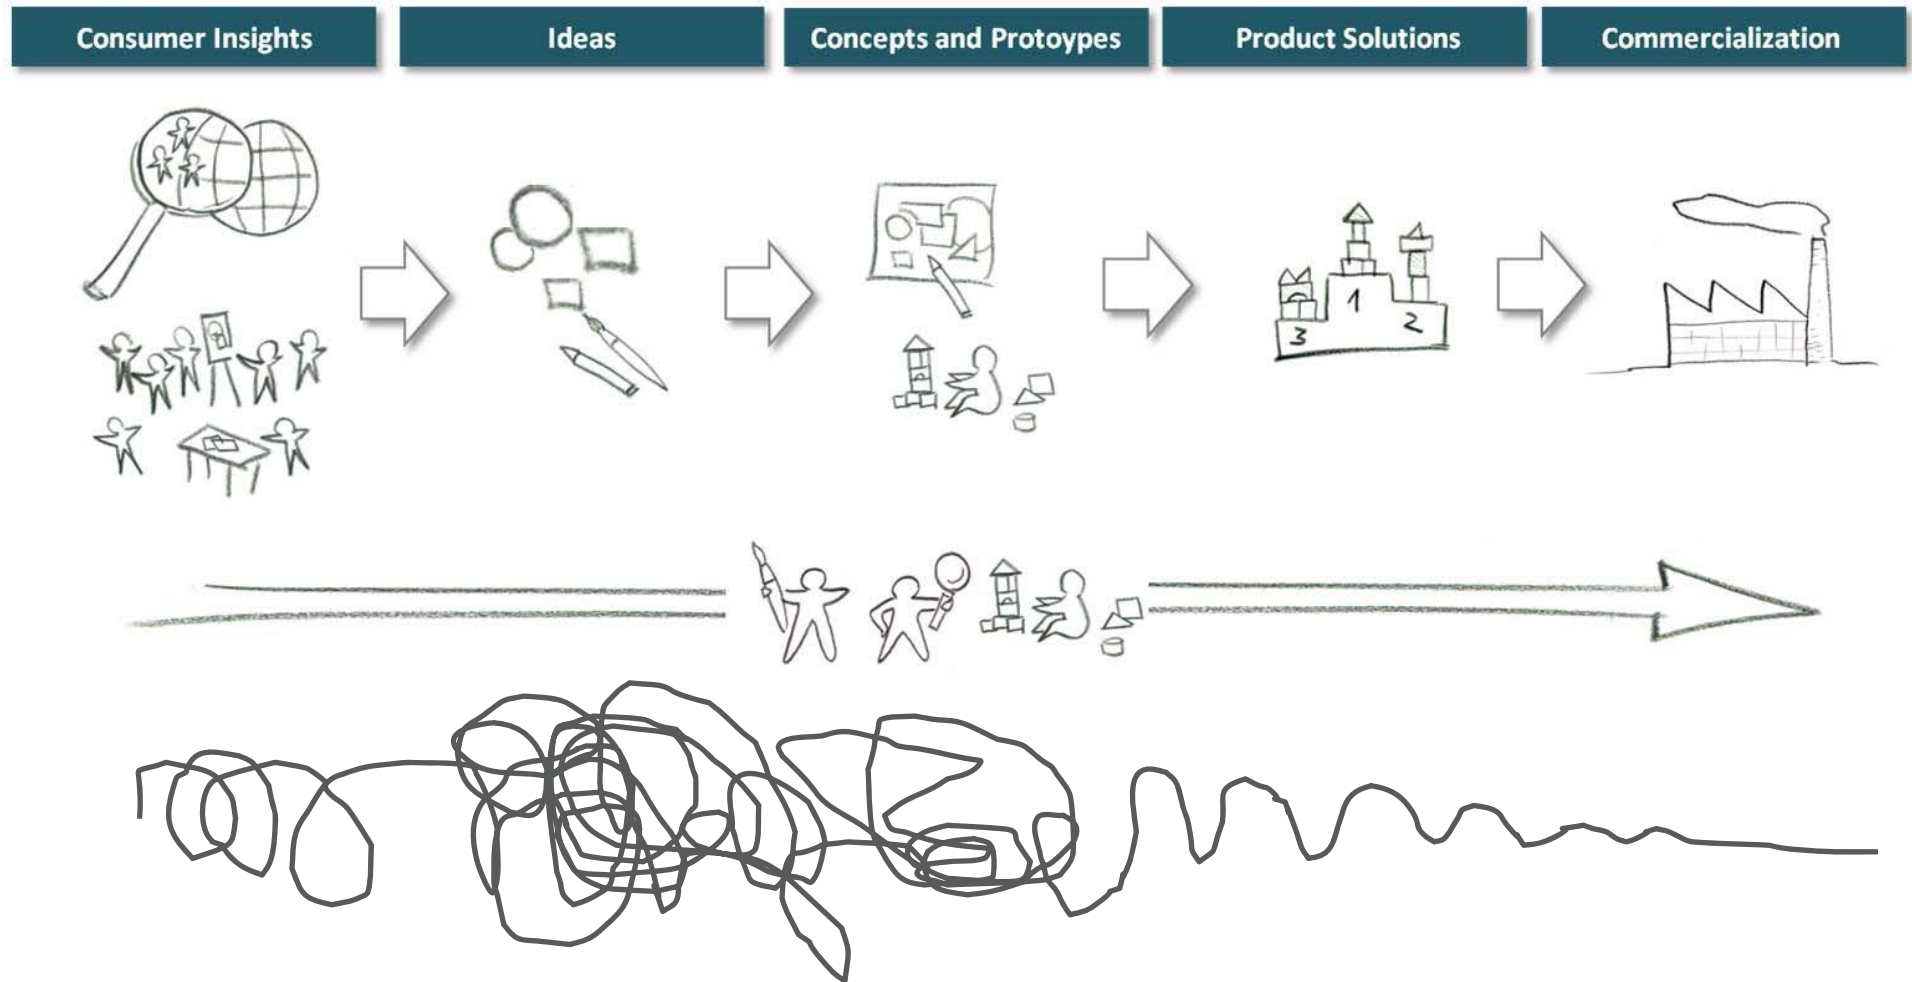 Consumer Insights
Ideas
Concepts and Protoypes
Product Solutions
Commercialization
1
2
3